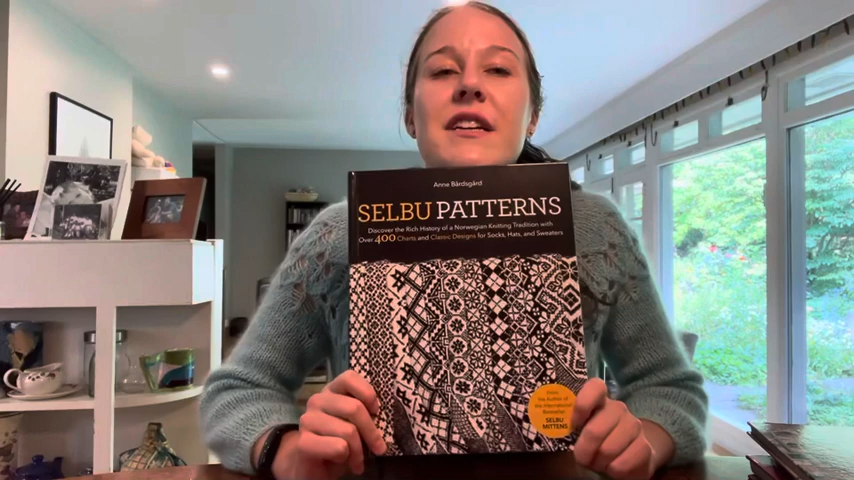 Anne Bårdsgård
SELBU PATTERNS
Discover the Rich History of a Norwegian Knitting Tradition with
Over 400 Charts and Classic Designs for Socks, Hats, and Sweaters
From
the Author of
the International
Bestseller
SELBU
MITTENS